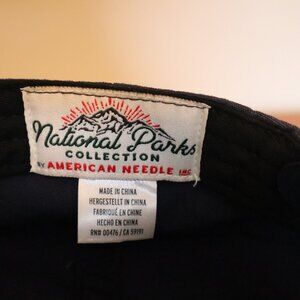 National Parks
COLLECTION
BY AMERICAN NEEDLE INC
MADE IN CHINA
HERGESTELLT IN CHINA
FABRIQUÉ EN CHINE
HECHO EN CHINA
RN# 00476 / CA 59191